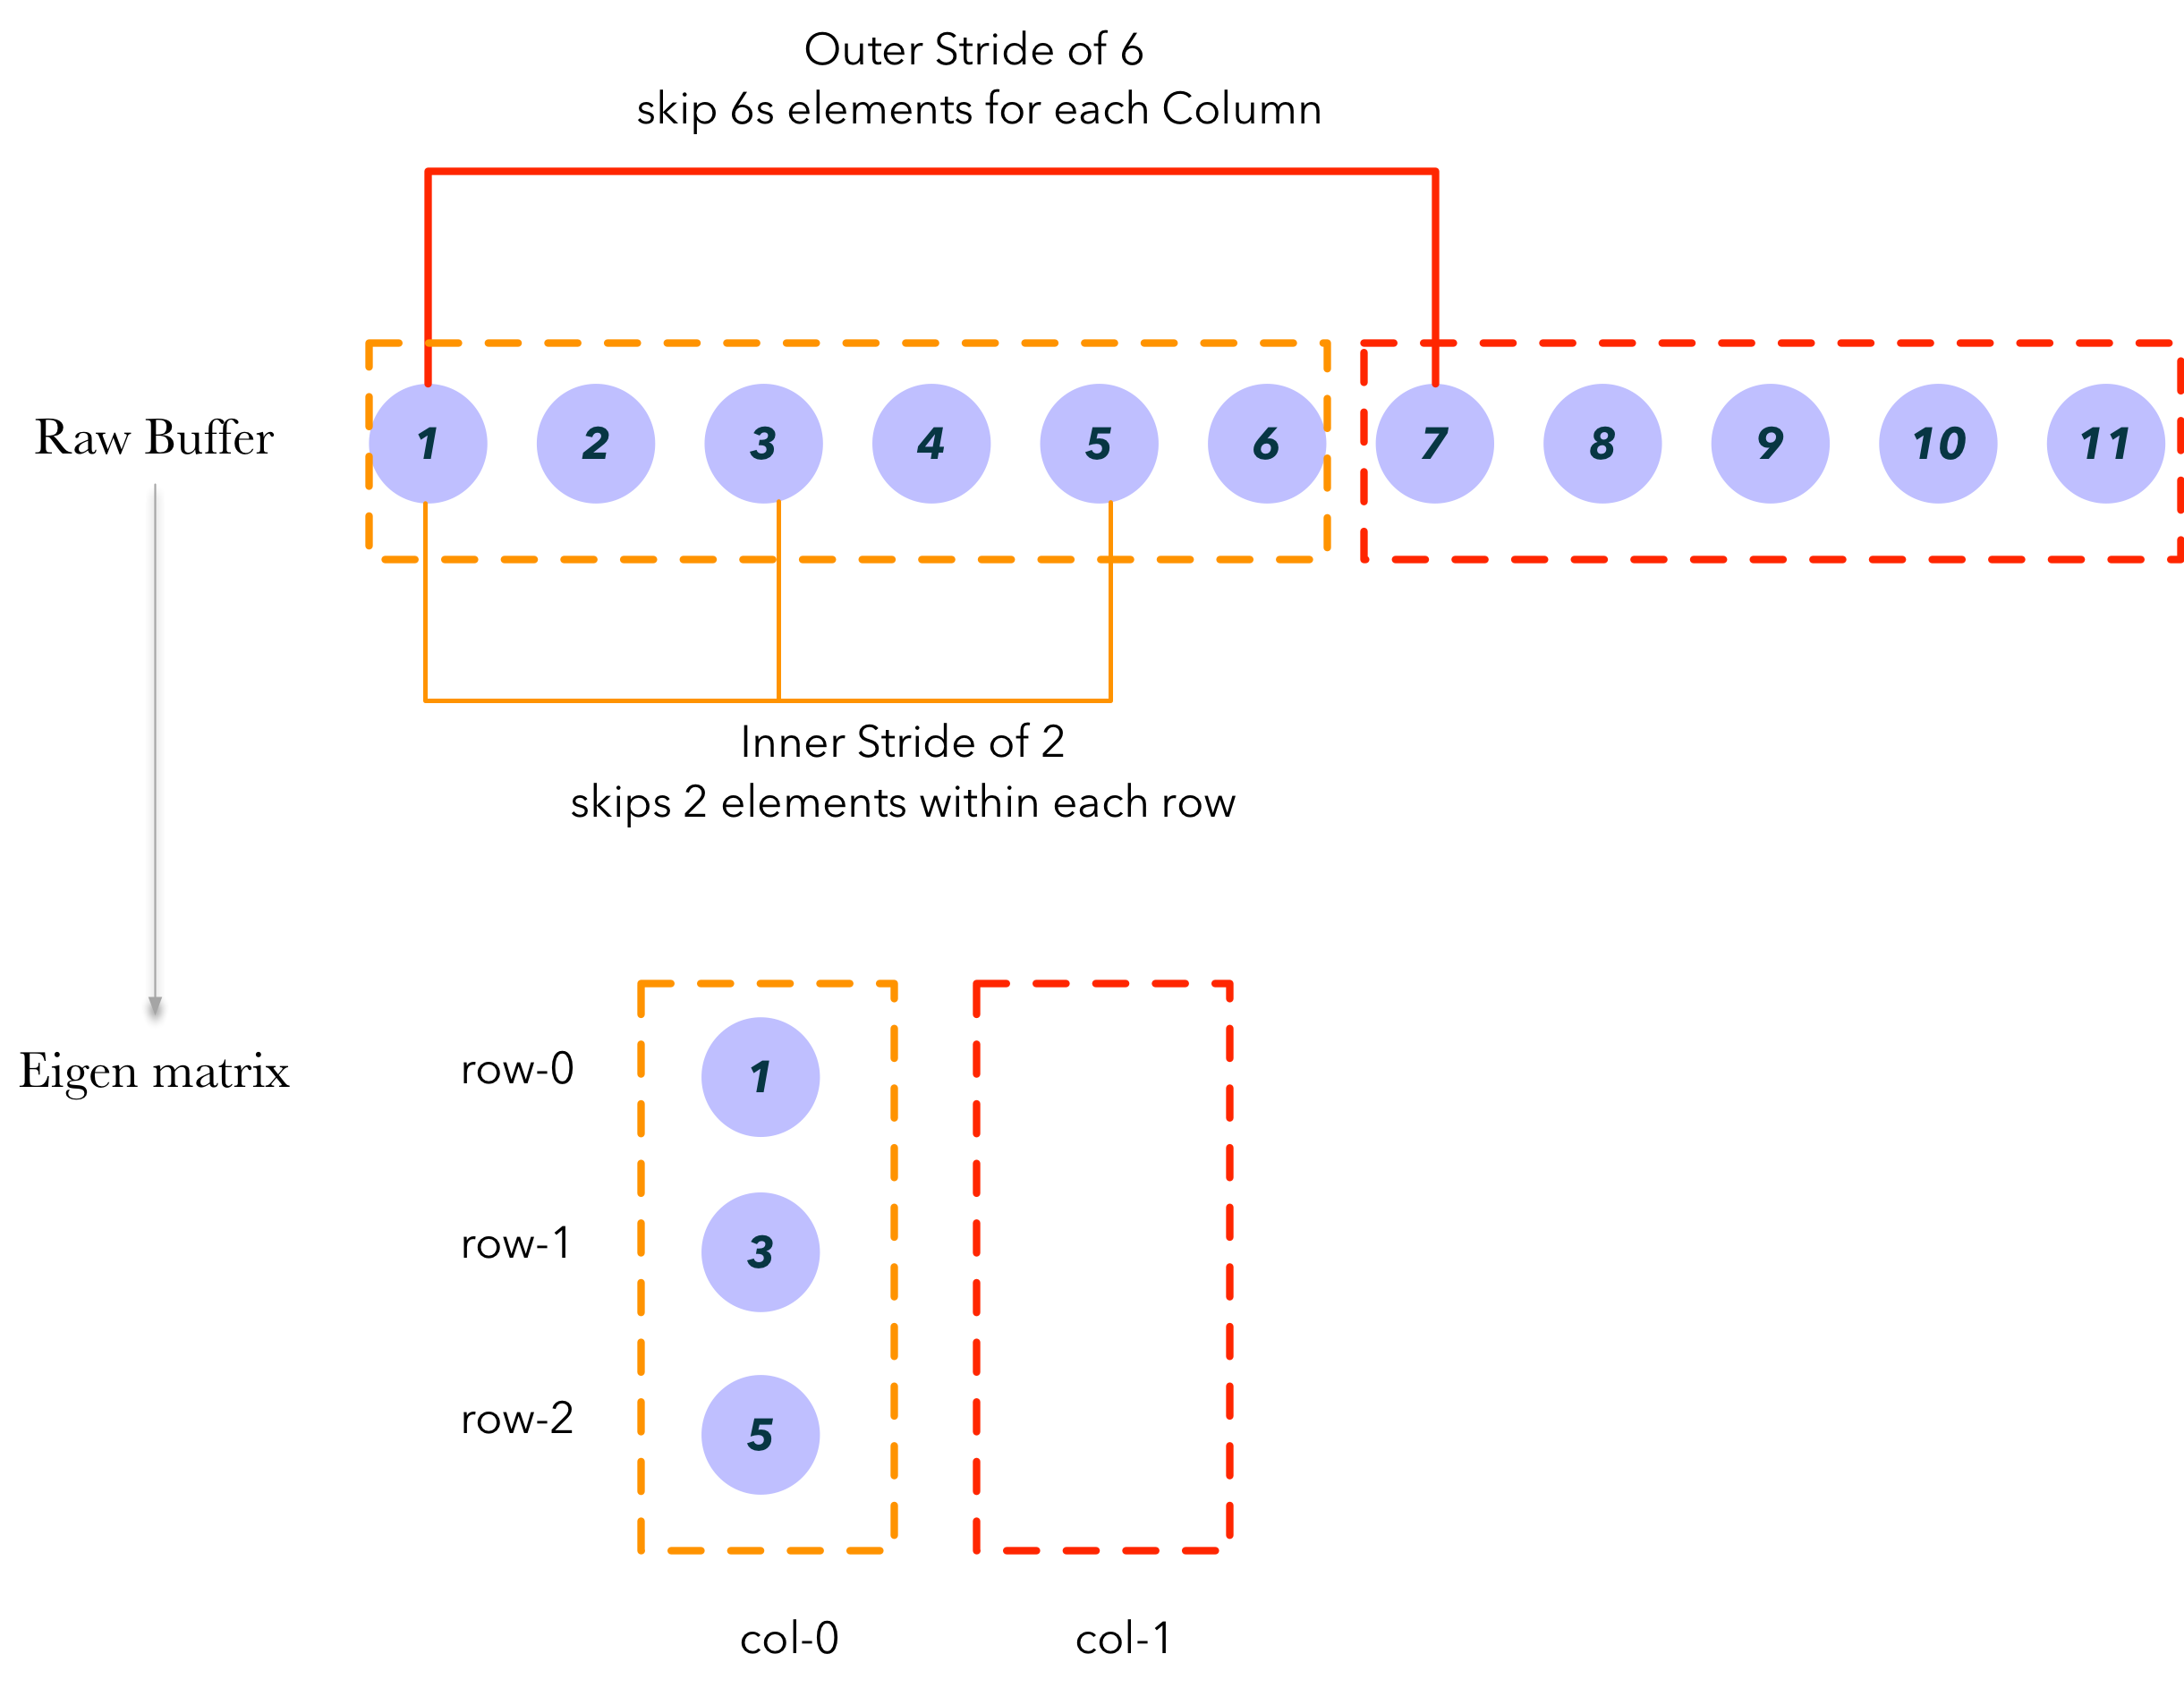 Outer Stride of 6
skip 6s elements for each Column
Raw Buffer
1 2 3 4 5 6 7 8 9 10 11
Inner Stride of 2
skips 2 elements within each row
Eigen matrix
row-0 1
row-1 3
row-2 5
col-0 col-1